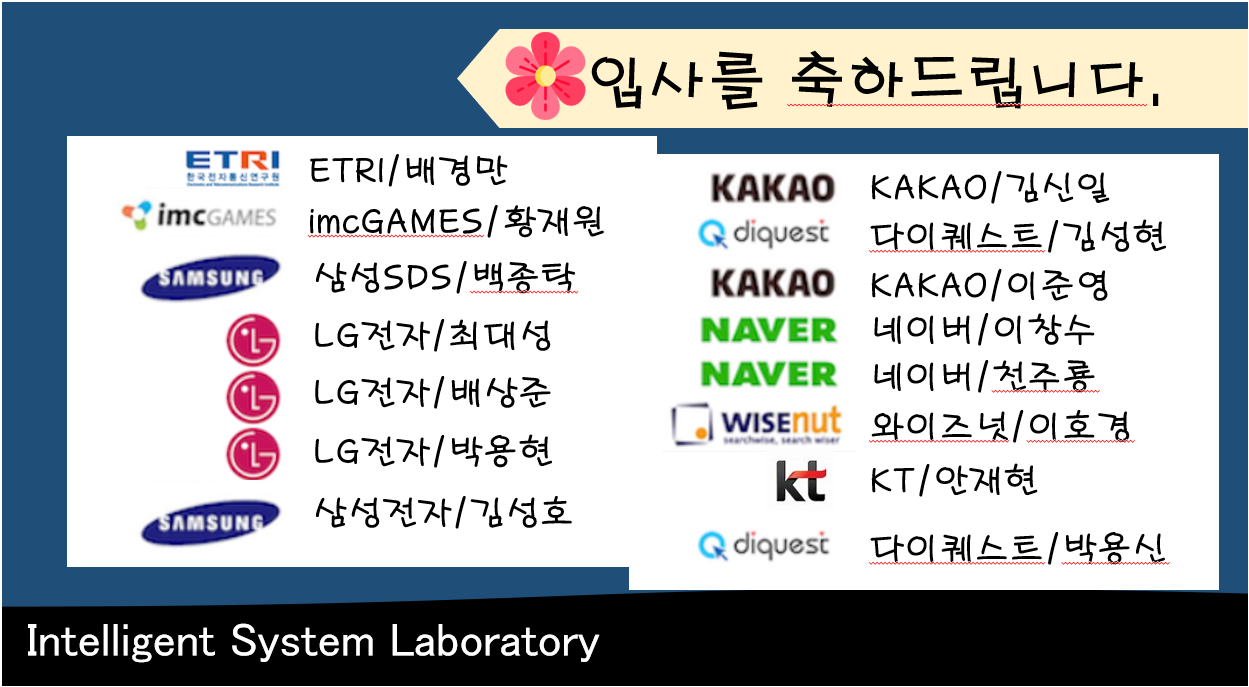 입사를 축하드립니다.
ETRI 한국전자통신연구원 Electronics and Telecommunications Research Institute
ETRI/배경만
imcGAMES
imcGAMES/황재원
SAMSUNG
삼성SDS/백종탁
LG
LG전자/최대성
LG
LG전자/배상준
LG
LG전자/박용현
SAMSUNG
삼성전자/김성호
KAKAO
KAKAO/김신일
diquest
다이퀘스트/김성현
KAKAO
KAKAO/이준영
NAVER
네이버/이창수
NAVER
네이버/천주룡
WISEnut
searchwise, search wiser
와이즈넛/이호경
kt
KT/안재현
diquest
다이퀘스트/박용신
Intelligent System Laboratory